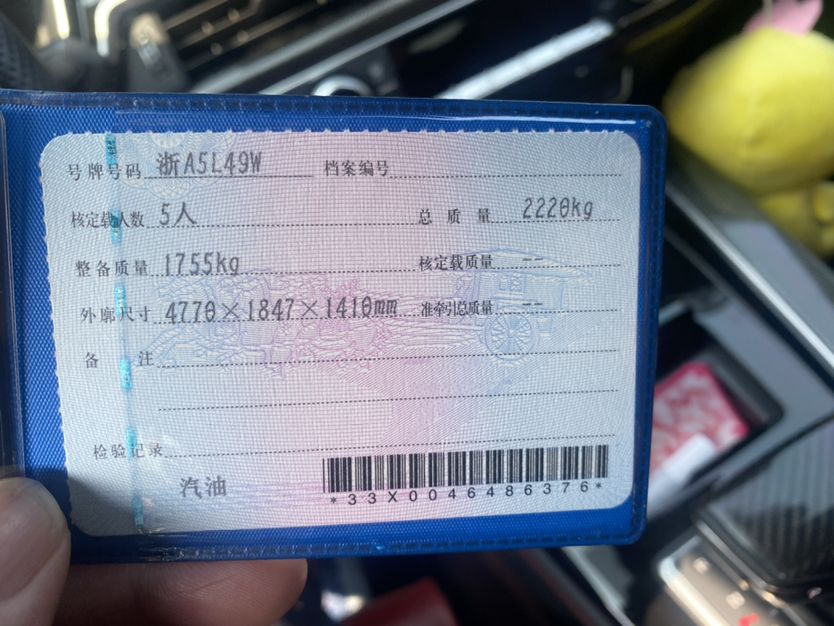 号牌号码 浙A5L49W 档案编号
核定载人数 5人 总质量 2220kg
整备质量 1755kg 核定载质量 --
外廓尺寸 4770×1847×1410mm 准牵引总质量 --
备注
检验记录
汽油
*33X0046486376*